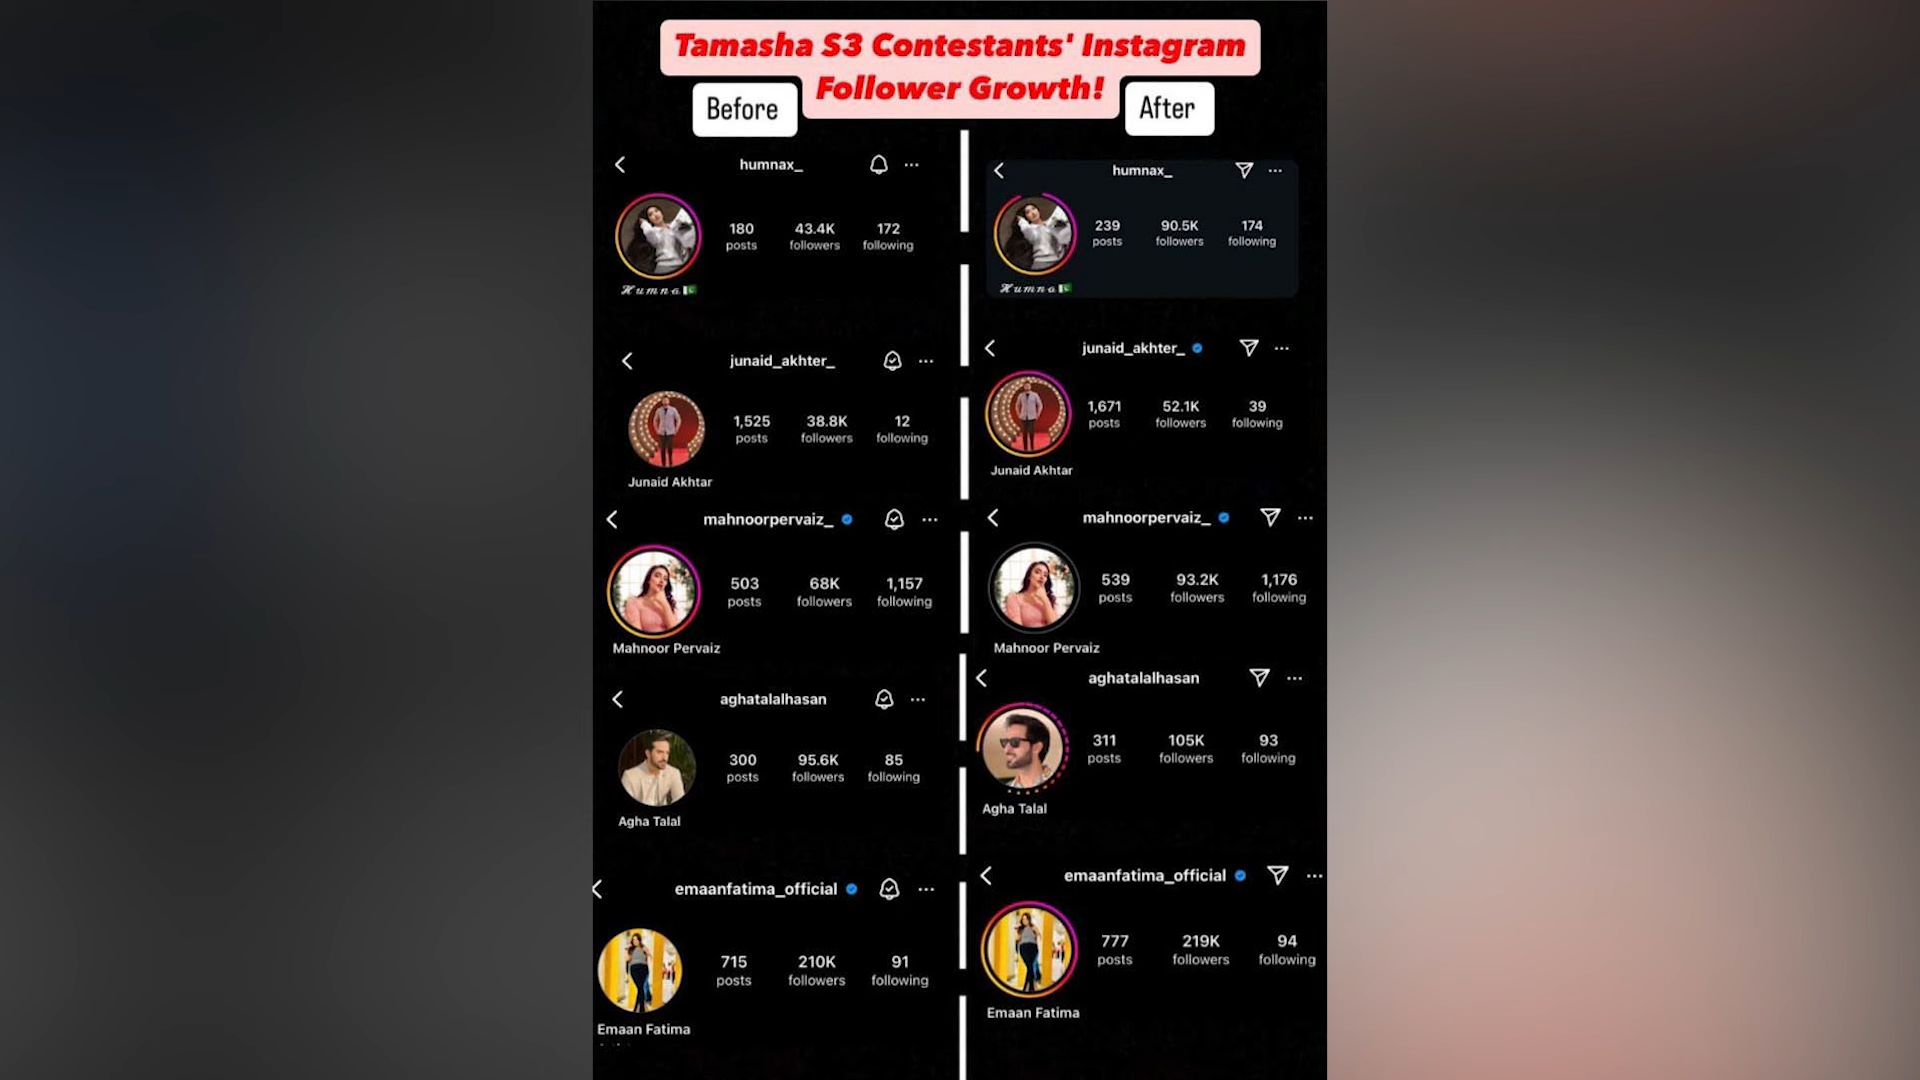 Tamasha S3 Contestants' Instagram
Follower Growth!
Before
After
humnax_
180 43.4K 172
posts followers following
𝓗𝓾𝓶𝓷𝓪🇵🇰
junaid_akhter_
1,525 38.8K 12
posts followers following
Junaid Akhtar
mahnoorpervaiz_
503 68K 1,157
posts followers following
Mahnoor Pervaiz
aghatalalhasan
300 95.6K 85
posts followers following
Agha Talal
emaanfatima_official
715 210K 91
posts followers following
Emaan Fatima
humnax_
239 90.5K 174
posts followers following
𝓗𝓾𝓶𝓷𝓪🇵🇰
junaid_akhter_
1,671 52.1K 39
posts followers following
Junaid Akhtar
mahnoorpervaiz_
539 93.2K 1,176
posts followers following
Mahnoor Pervaiz
aghatalalhasan
311 105K 93
posts followers following
Agha Talal
emaanfatima_official
777 219K 94
posts followers following
Emaan Fatima